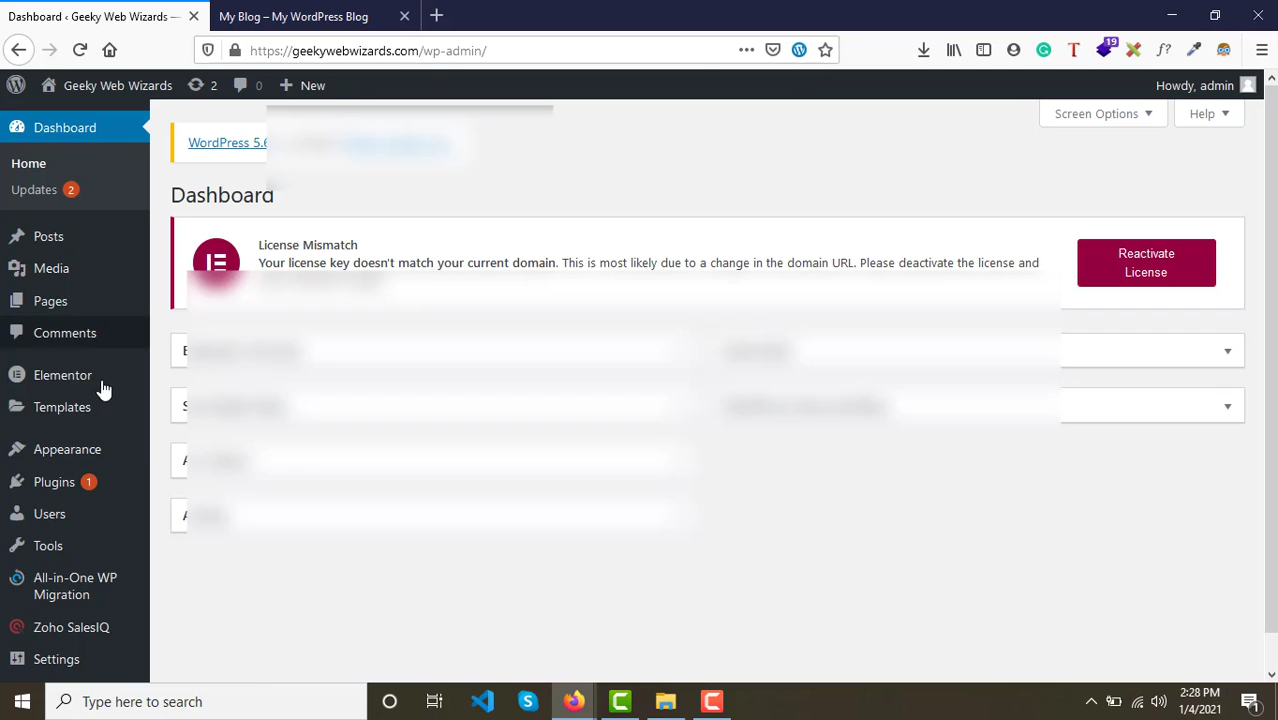 Dashboard ‹ Geeky Web Wizards —
My Blog – My WordPress Blog
https://geekywebwizards.com/wp-admin/
19
Geeky Web Wizards 2 0 New
Howdy, admin
Dashboard
Home
Updates 2
Posts
Media
Pages
Comments
Elementor
Templates
Appearance
Plugins 1
Users
Tools
All-in-One WP
Migration
Zoho SalesIQ
Settings
Screen Options
Help
WordPress 5.6
Dashboard
License Mismatch
Your license key doesn't match your current domain. This is most likely due to a change in the domain URL. Please deactivate the license and
Reactivate
License
Type here to search
2:28 PM
1/4/2021